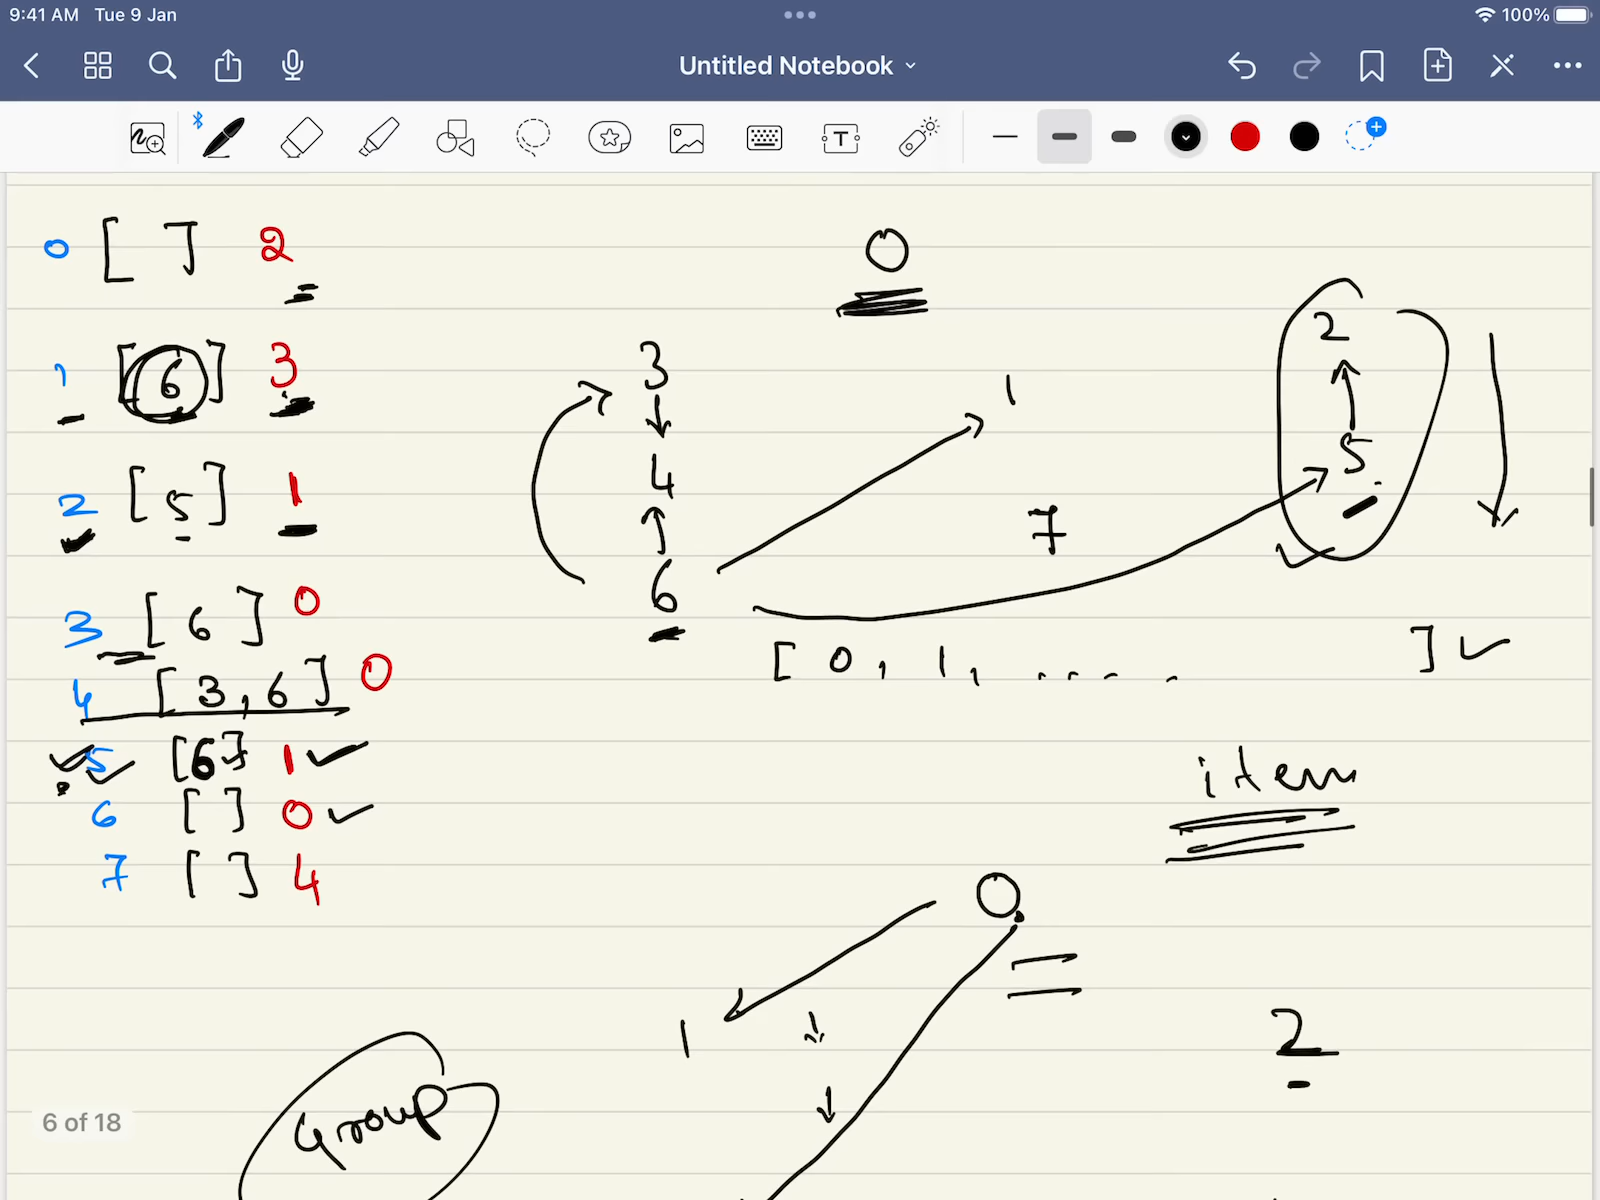 9:41 AM Tue 9 Jan
100%
Untitled Notebook
T
0 [ ] 2
0
2
1 [6] 3
3
1
4
5
2 [5] 1
7
3 [6] 0
6
[ 0, 1, ..... ]
4 [3,6] 0
5 [6] 1
item
6 [ ] 0
7 [ ] 4
0
1
2
Group
6 of 18